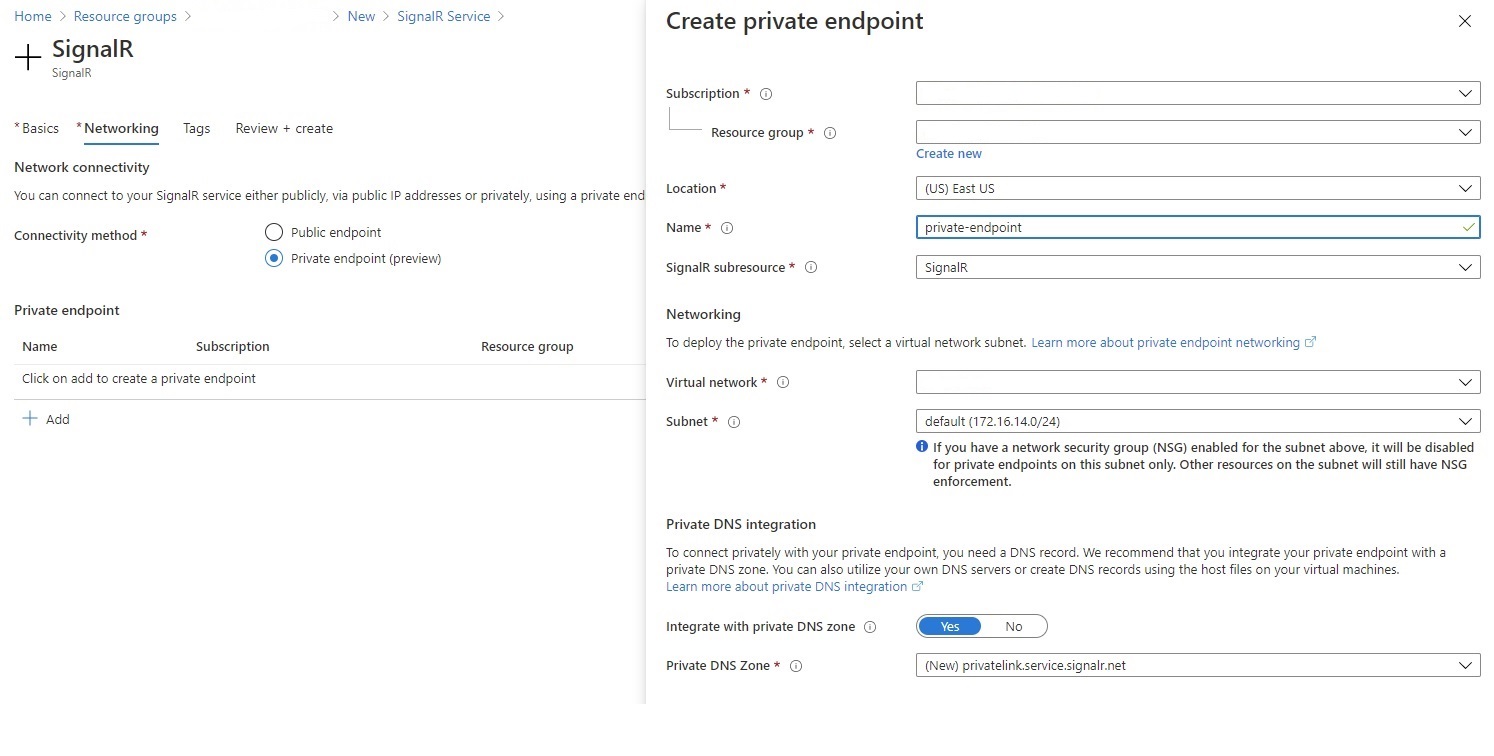 Home > Resource groups > > New > SignalR Service >
SignalR
SignalR
* Basics * Networking Tags Review + create
Network connectivity
You can connect to your SignalR service either publicly, via public IP addresses or privately, using a private end
Connectivity method *
Public endpoint
Private endpoint (preview)
Private endpoint
Name Subscription Resource group
Click on add to create a private endpoint
+ Add
Create private endpoint
Subscription *
Resource group *
Create new
Location * (US) East US
Name * private-endpoint
SignalR subresource * SignalR
Networking
To deploy the private endpoint, select a virtual network subnet. Learn more about private endpoint networking
Virtual network *
Subnet * default (172.16.14.0/24)
If you have a network security group (NSG) enabled for the subnet above, it will be disabled
for private endpoints on this subnet only. Other resources on the subnet will still have NSG
enforcement.
Private DNS integration
To connect privately with your private endpoint, you need a DNS record. We recommend that you integrate your private endpoint with a
private DNS zone. You can also utilize your own DNS servers or create DNS records using the host files on your virtual machines.
Learn more about private DNS integration
Integrate with private DNS zone Yes No
Private DNS Zone * (New) privatelink.service.signalr.net